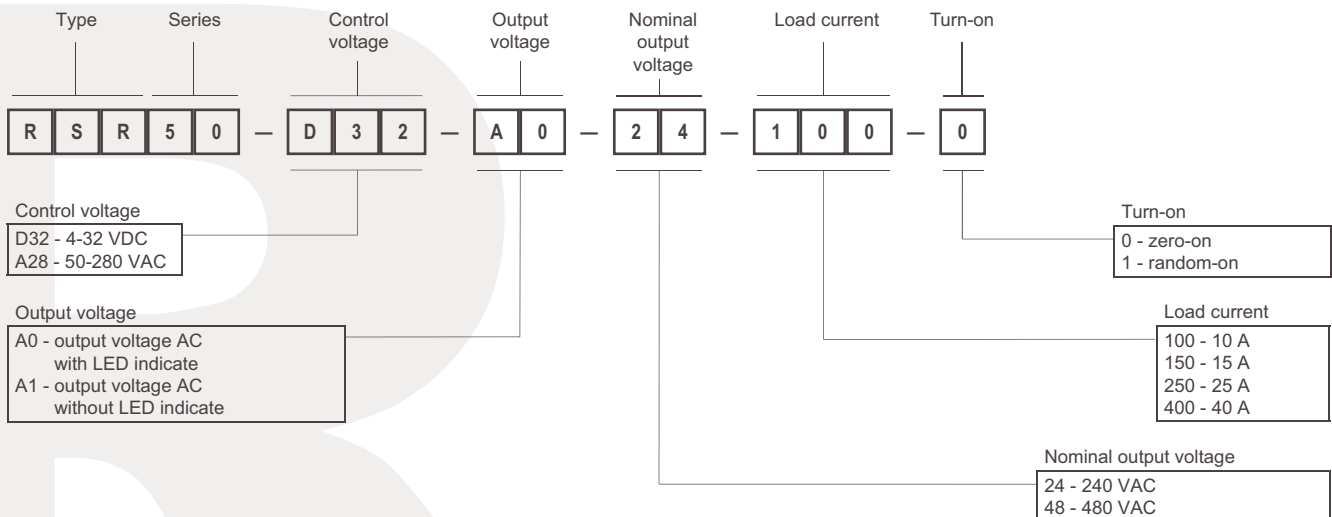 Type Series Control voltage Output voltage Nominal output voltage Load current Turn-on
R S R 5 0 — D 3 2 — A 0 — 2 4 — 1 0 0 — 0
Control voltage
D32 - 4-32 VDC
A28 - 50-280 VAC
Turn-on
0 - zero-on
1 - random-on
Output voltage
A0 - output voltage AC
with LED indicate
A1 - output voltage AC
without LED indicate
Load current
100 - 10 A
150 - 15 A
250 - 25 A
400 - 40 A
Nominal output voltage
24 - 240 VAC
48 - 480 VAC